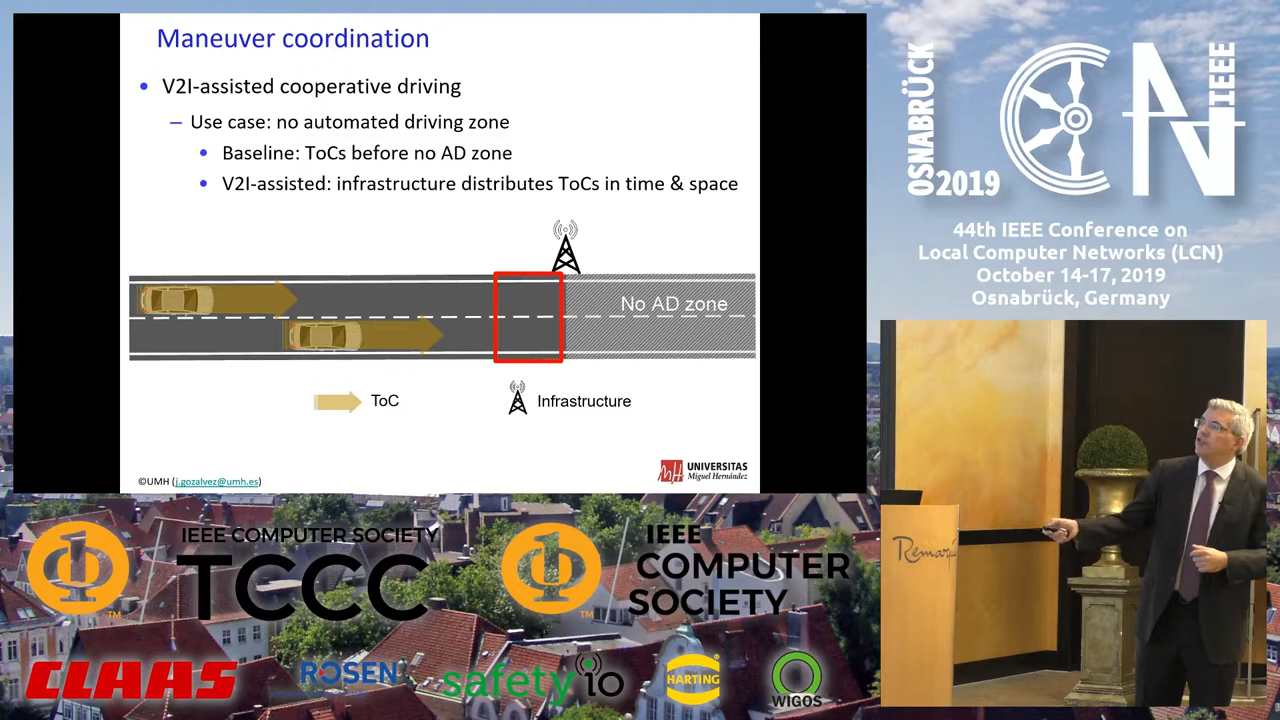 Maneuver coordination
• V2I-assisted cooperative driving
– Use case: no automated driving zone
• Baseline: ToCs before no AD zone
• V2I-assisted: infrastructure distributes ToCs in time & space
No AD zone
ToC
Infrastructure
©UMH (j.gozalvez@umh.es)
UNIVERSITAS
Miguel Hernández
OSNABRÜCK
2019
LCN
IEEE
44th IEEE Conference on
Local Computer Networks (LCN)
October 14-17, 2019
Osnabrück, Germany
IEEE COMPUTER SOCIETY
TCCC
TM
IEEE
COMPUTER
SOCIETY
TM
CLAAS
ROSEN
safety io
HARTING
WIGOS